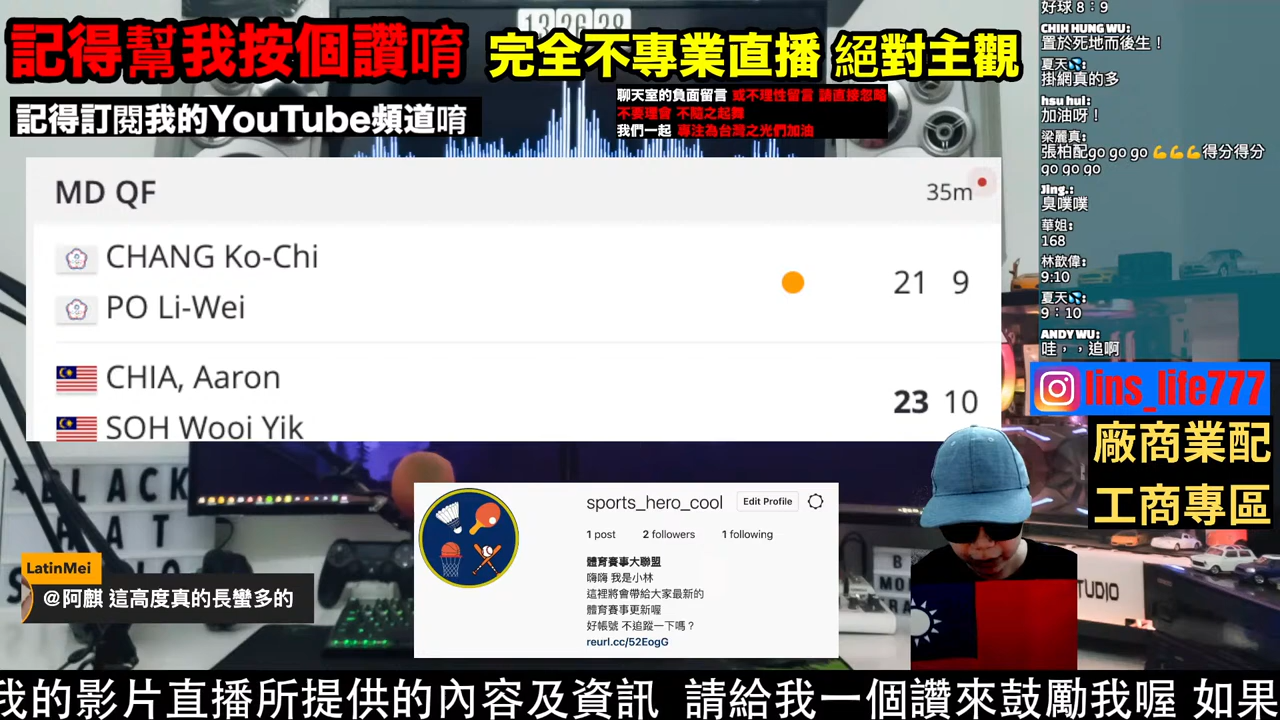 記得幫我按個讚唷
完全不專業直播 絕對主觀
記得訂閱我的YouTube頻道唷
聊天室的負面留言 或不理性留言 請直接忽略
不要理會 不隨之起舞
我們一起 專注為台灣之光們加油
MD QF
35m
CHANG Ko-Chi
PO Li-Wei
21 9
CHIA, Aaron
SOH Wooi Yik
23 10
好球 8：9
CHIH HUNG WU:
置於死地而後生！
夏天💦:
掛網真的多
hsu hui:
加油呀！
梁麗真:
張柏配go go go 💪💪💪得分得分
go go go
Jing.:
臭噗噗
華姐:
168
林歆偉:
9:10
夏天💦:
9：10
ANDY WU:
哇，，追啊
lins_life777
廠商業配
工商專區
sports_hero_cool
Edit Profile
1 post 2 followers 1 following
體育賽事大聯盟
嗨嗨 我是小林
這裡將會帶給大家最新的
體育賽事更新喔
好帳號 不追蹤一下嗎？
reurl.cc/52EogG
LatinMei
@阿麒 這高度真的長蠻多的
我的影片直播所提供的內容及資訊 請給我一個讚來鼓勵我喔 如果